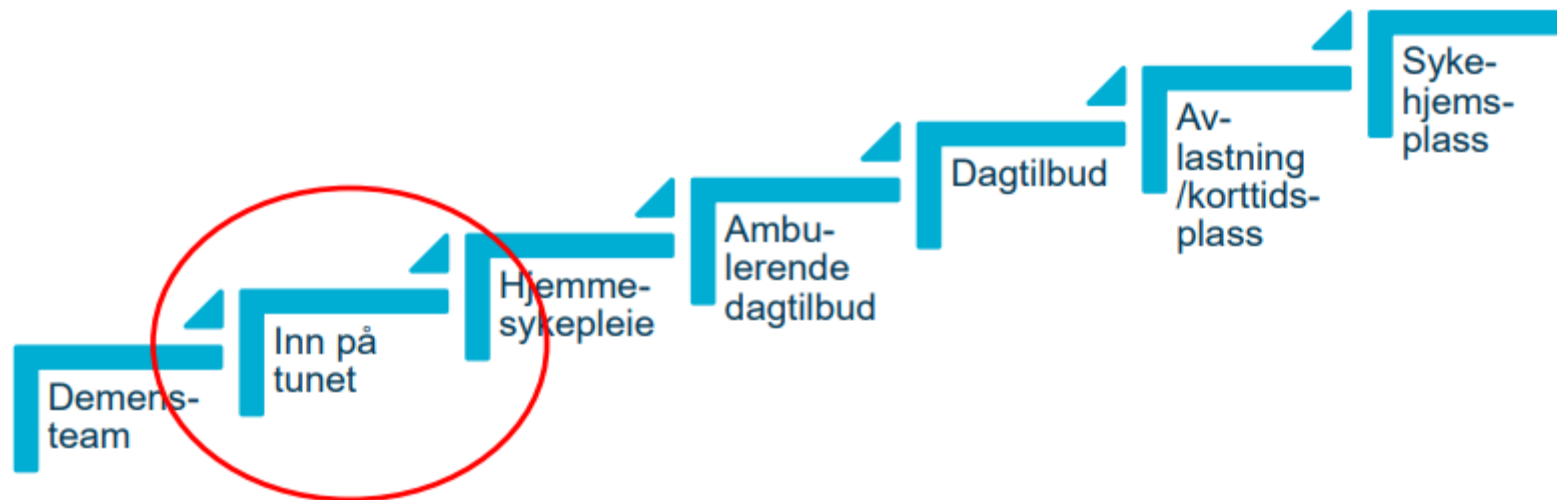 Demens-
team
Inn på
tunet
Hjemme-
sykepleie
Ambu-
lerende
dagtilbud
Dagtilbud
Av-
lastning
/korttids-
plass
Syke-
hjems-
plass